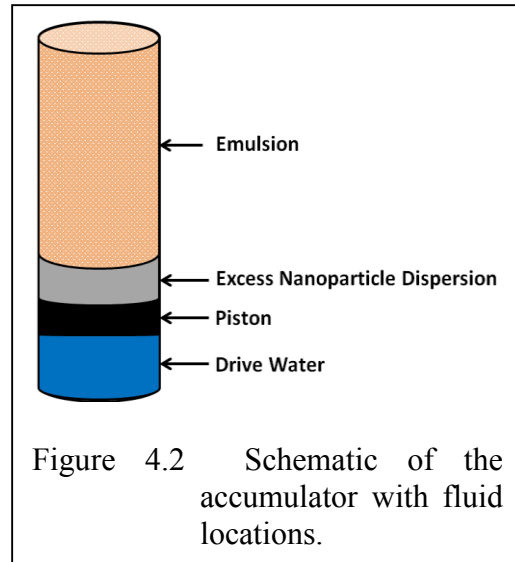 Emulsion
Excess Nanoparticle Dispersion
Piston
Drive Water
Figure 4.2 Schematic of the
accumulator with fluid
locations.